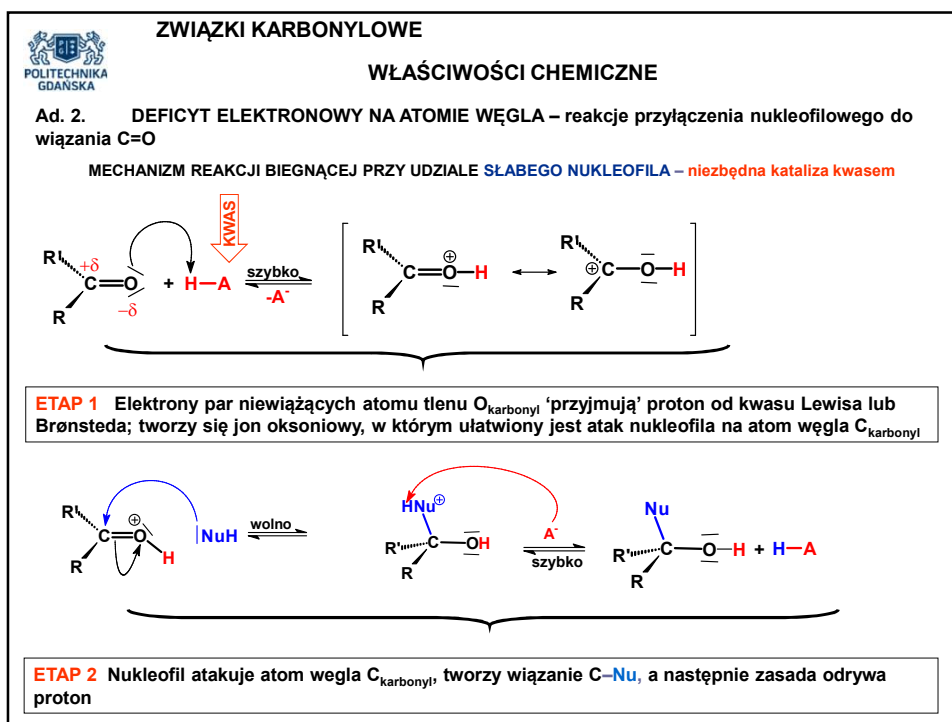 POLITECHNIKA
GDAŃSKA
ZWIĄZKI KARBONYLOWE
WŁAŚCIWOŚCI CHEMICZNE
Ad. 2. DEFICYT ELEKTRONOWY NA ATOMIE WĘGLA – reakcje przyłączenia nukleofilowego do
wiązania C=O
MECHANIZM REAKCJI BIEGNĄCEJ PRZY UDZIALE SŁABEGO NUKLEOFILA – niezbędna kataliza kwasem
KWAS
R' +δ C=O −δ R + H—A szybko -A⁻ R' C=O⊕—H R ↔ R' ⊕C—O—H R
ETAP 1 Elektrony par niewiążących atomu tlenu Okarbonyl 'przyjmują' proton od kwasu Lewisa lub
Brønsteda; tworzy się jon oksoniowy, w którym ułatwiony jest atak nukleofila na atom węgla Ckarbonyl
R' C=O⊕ H R |NuH wolno HNu⊕ R' C—OH R A⁻ szybko Nu R' C—O—H R + H—A
ETAP 2 Nukleofil atakuje atom wegla Ckarbonyl, tworzy wiązanie C–Nu, a następnie zasada odrywa
proton